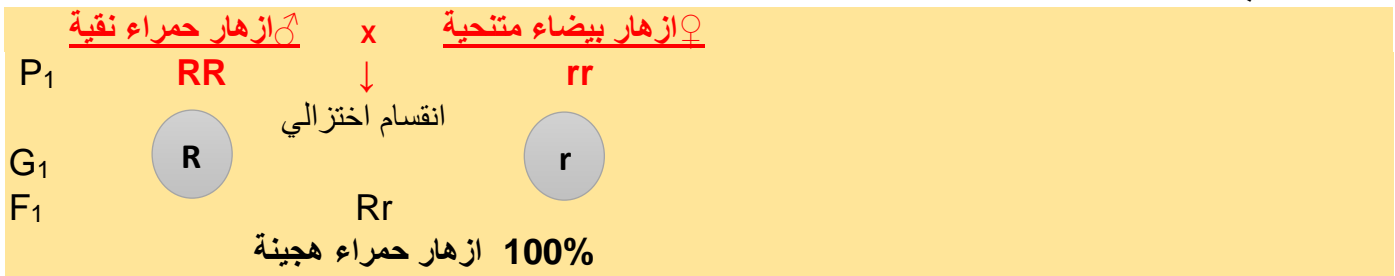 ♂ازهار حمراء نقية x ♀ازهار بيضاء متنحية
P1 RR ↓ rr
انقسام اختزالي
G1 R r
F1 Rr
100% ازهار حمراء هجينة